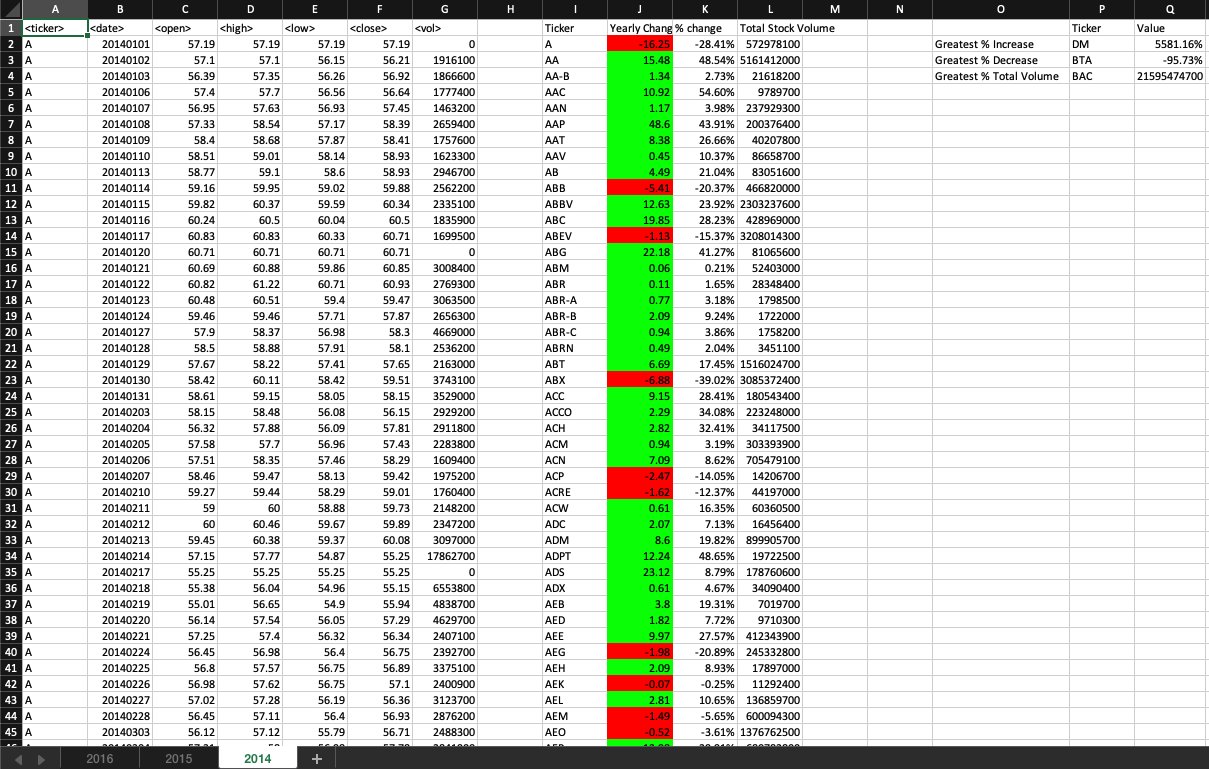 A B C D E F G H I J K L M N O P Q
1 <ticker> <date> <open> <high> <low> <close> <vol> Ticker Yearly Chang % change Total Stock Volume Ticker Value
2 A 20140101 57.19 57.19 57.19 57.19 0 A -16.25 -28.41% 572978100 Greatest % Increase DM 5581.16%
3 A 20140102 57.1 57.1 56.15 56.21 1916100 AA 15.48 48.54% 5161412000 Greatest % Decrease BTA -95.73%
4 A 20140103 56.39 57.35 56.26 56.92 1866600 AA-B 1.34 2.73% 21618200 Greatest % Total Volume BAC 21595474700
5 A 20140106 57.4 57.7 56.56 56.64 1777400 AAC 10.92 54.60% 9789700
6 A 20140107 56.95 57.63 56.93 57.45 1463200 AAN 1.17 3.98% 237929300
7 A 20140108 57.33 58.54 57.17 58.39 2659400 AAP 48.6 43.91% 200376400
8 A 20140109 58.4 58.68 57.87 58.41 1757600 AAT 8.38 26.66% 40207800
9 A 20140110 58.51 59.01 58.14 58.93 1623300 AAV 0.45 10.37% 86658700
10 A 20140113 58.77 59.1 58.6 58.93 2946700 AB 4.49 21.04% 83051600
11 A 20140114 59.16 59.95 59.02 59.88 2562200 ABB -5.41 -20.37% 466820000
12 A 20140115 59.82 60.37 59.59 60.34 2335100 ABBV 12.63 23.92% 2303237600
13 A 20140116 60.24 60.5 60.04 60.5 1835900 ABC 19.85 28.23% 428969000
14 A 20140117 60.83 60.83 60.33 60.71 1699500 ABEV -1.13 -15.37% 3208014300
15 A 20140120 60.71 60.71 60.71 60.71 0 ABG 22.18 41.27% 81065600
16 A 20140121 60.69 60.88 59.86 60.85 3008400 ABM 0.06 0.21% 52403000
17 A 20140122 60.82 61.22 60.71 60.93 2769300 ABR 0.11 1.65% 28348400
18 A 20140123 60.48 60.51 59.4 59.47 3063500 ABR-A 0.77 3.18% 1798500
19 A 20140124 59.46 59.46 57.71 57.87 2656300 ABR-B 2.09 9.24% 1722000
20 A 20140127 57.9 58.37 56.98 58.3 4669000 ABR-C 0.94 3.86% 1758200
21 A 20140128 58.5 58.88 57.91 58.1 2536200 ABRN 0.49 2.04% 3451100
22 A 20140129 57.67 58.22 57.41 57.65 2163000 ABT 6.69 17.45% 1516024700
23 A 20140130 58.42 60.11 58.42 59.51 3743100 ABX -6.88 -39.02% 3085372400
24 A 20140131 58.61 59.15 58.05 58.15 3529000 ACC 9.15 28.41% 180543400
25 A 20140203 58.15 58.48 56.08 56.15 2929200 ACCO 2.29 34.08% 223248000
26 A 20140204 56.32 57.88 56.09 57.81 2911800 ACH 2.82 32.41% 34117500
27 A 20140205 57.58 57.7 56.96 57.43 2283800 ACM 0.94 3.19% 303393900
28 A 20140206 57.51 58.35 57.46 58.29 1609400 ACN 7.09 8.62% 705479100
29 A 20140207 58.46 59.47 58.13 59.42 1975200 ACP -2.47 -14.05% 14206700
30 A 20140210 59.27 59.44 58.29 59.01 1760400 ACRE -1.62 -12.37% 44197000
31 A 20140211 59 60 58.88 59.73 2148200 ACW 0.61 16.35% 60360500
32 A 20140212 60 60.46 59.67 59.89 2347200 ADC 2.07 7.13% 16456400
33 A 20140213 59.45 60.38 59.37 60.08 3097000 ADM 8.6 19.82% 899905700
34 A 20140214 57.15 57.77 54.87 55.25 17862700 ADPT 12.24 48.65% 19722500
35 A 20140217 55.25 55.25 55.25 55.25 0 ADS 23.12 8.79% 178760600
36 A 20140218 55.38 56.04 54.96 55.15 6553800 ADX 0.61 4.67% 34090400
37 A 20140219 55.01 56.65 54.9 55.94 4838700 AEB 3.8 19.31% 7019700
38 A 20140220 56.14 57.54 56.05 57.29 4629700 AED 1.82 7.72% 9710300
39 A 20140221 57.25 57.4 56.32 56.34 2407100 AEE 9.97 27.57% 412343900
40 A 20140224 56.45 56.98 56.4 56.75 2392700 AEG -1.98 -20.89% 245332800
41 A 20140225 56.8 57.57 56.75 56.89 3375100 AEH 2.09 8.93% 17897000
42 A 20140226 56.98 57.62 56.75 57.1 2400900 AEK -0.07 -0.25% 11292400
43 A 20140227 57.02 57.28 56.19 56.36 3123700 AEL 2.81 10.65% 136859700
44 A 20140228 56.45 57.11 56.4 56.93 2876200 AEM -1.49 -5.65% 600094300
45 A 20140303 56.12 57.12 55.79 56.71 2488300 AEO -0.52 -3.61% 1376762500
2016 2015 2014 +